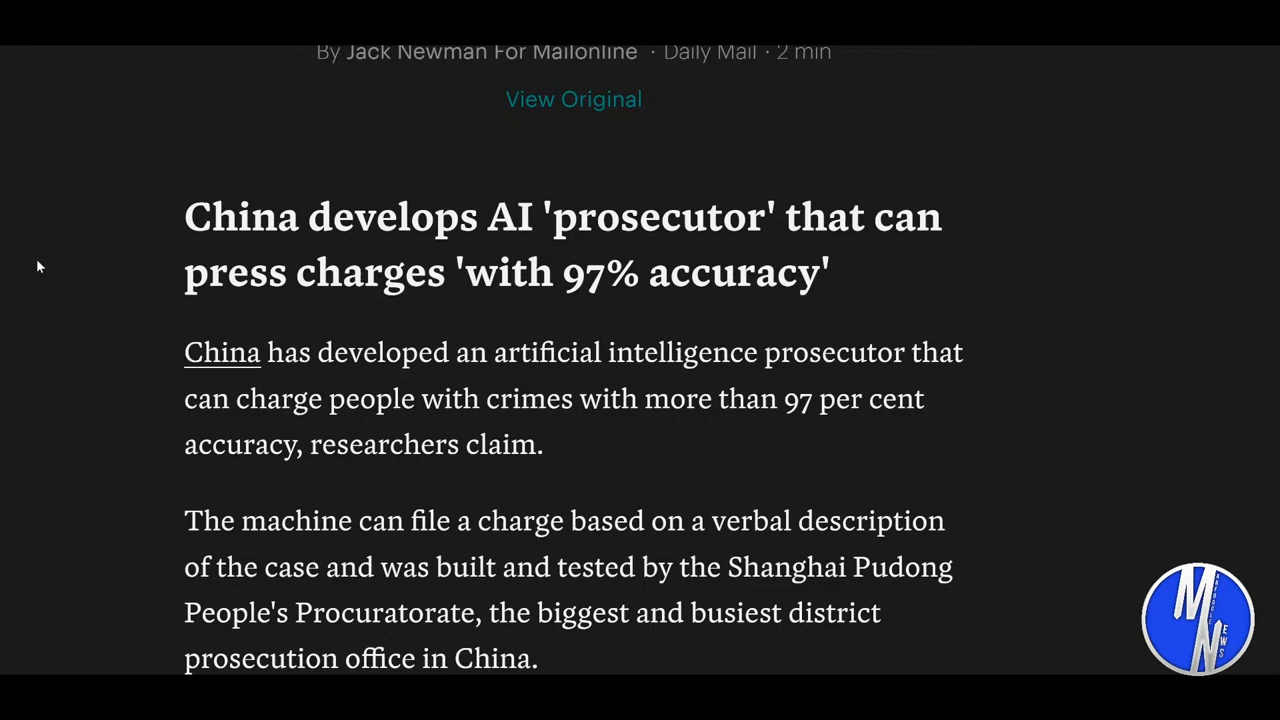 By Jack Newman For Mailonline · Daily Mail · 2 min
View Original
China develops AI 'prosecutor' that can
press charges 'with 97% accuracy'
China has developed an artificial intelligence prosecutor that
can charge people with crimes with more than 97 per cent
accuracy, researchers claim.
The machine can file a charge based on a verbal description
of the case and was built and tested by the Shanghai Pudong
People's Procuratorate, the biggest and busiest district
prosecution office in China.
M
N
EWS